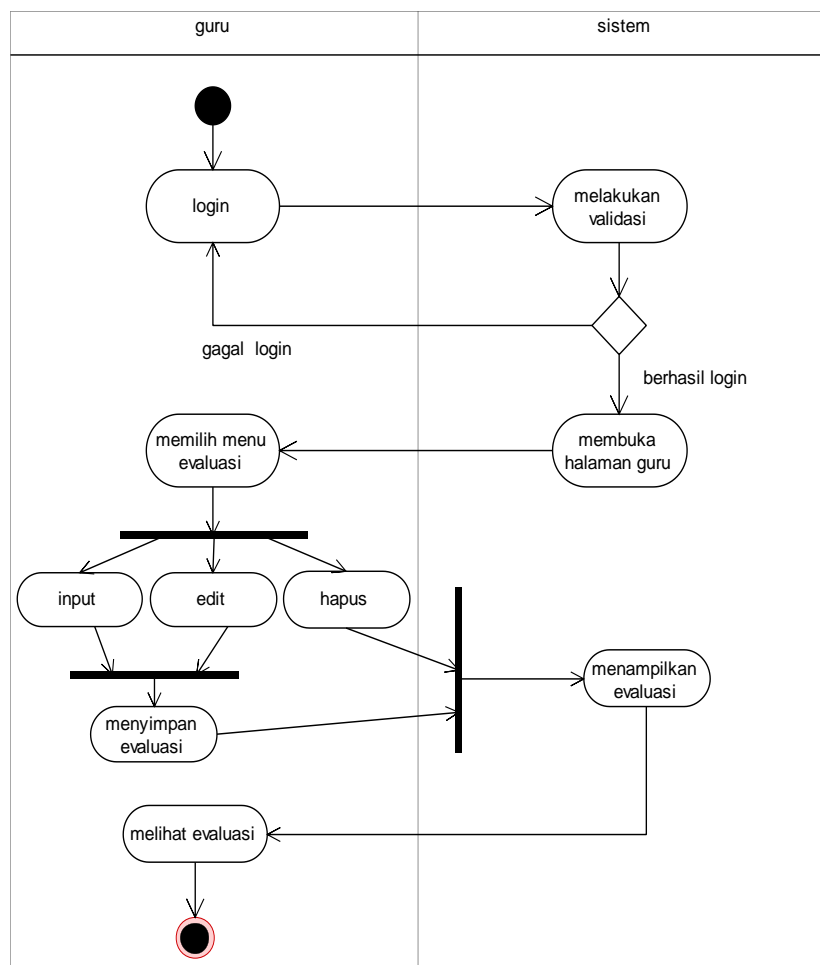 guru
sistem
login
melakukan
validasi
gagal login
berhasil login
memilih menu
evaluasi
membuka
halaman guru
input
edit
hapus
menampilkan
evaluasi
menyimpan
evaluasi
melihat evaluasi